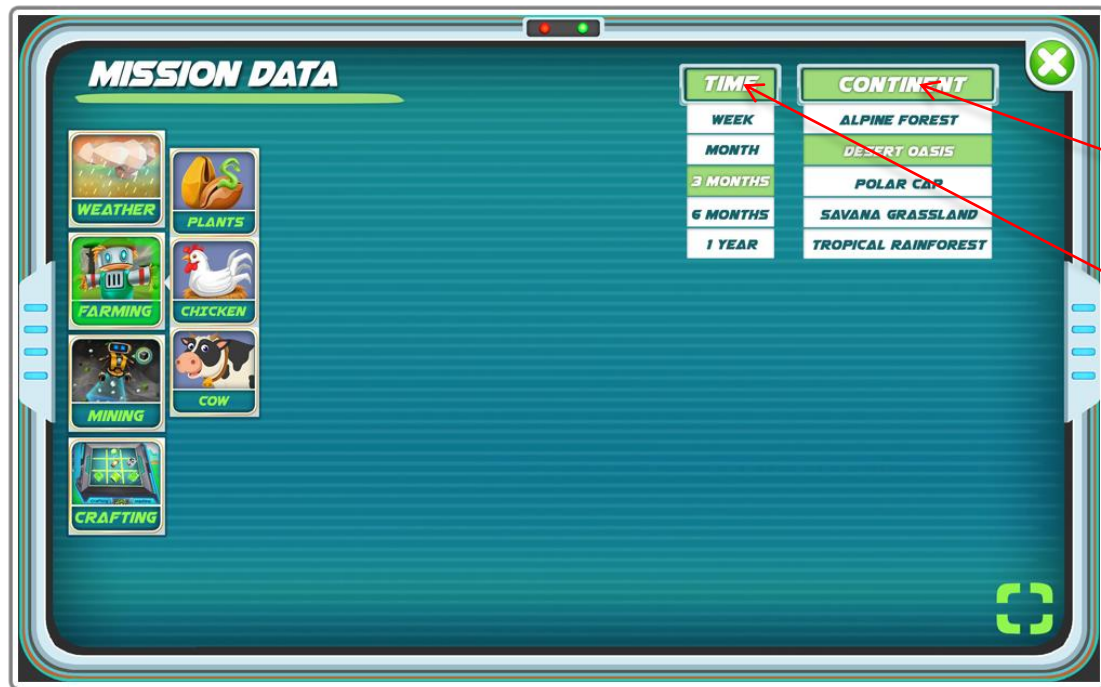 MISSION DATA
TIME
CONTINENT
WEEK
MONTH
3 MONTHS
6 MONTHS
1 YEAR
ALPINE FOREST
DESERT OASIS
POLAR CAP
SAVANA GRASSLAND
TROPICAL RAINFOREST
WEATHER
FARMING
MINING
CRAFTING
PLANTS
CHICKEN
COW